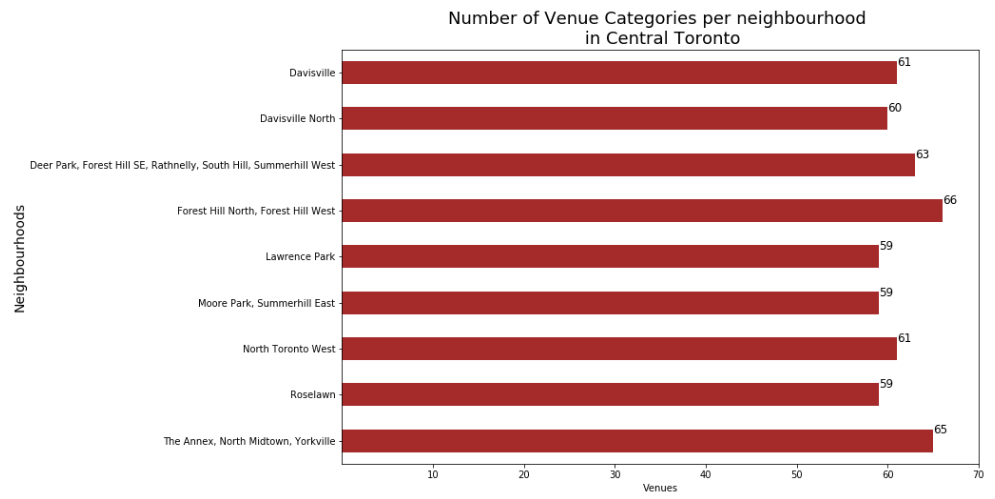 Number of Venue Categories per neighbourhood
in Central Toronto
Neighbourhoods
Davisville
61
Davisville North
60
Deer Park, Forest Hill SE, Rathnelly, South Hill, Summerhill West
63
Forest Hill North, Forest Hill West
66
Lawrence Park
59
Moore Park, Summerhill East
59
North Toronto West
61
Roselawn
59
The Annex, North Midtown, Yorkville
65
10 20 30 40 50 60 70
Venues